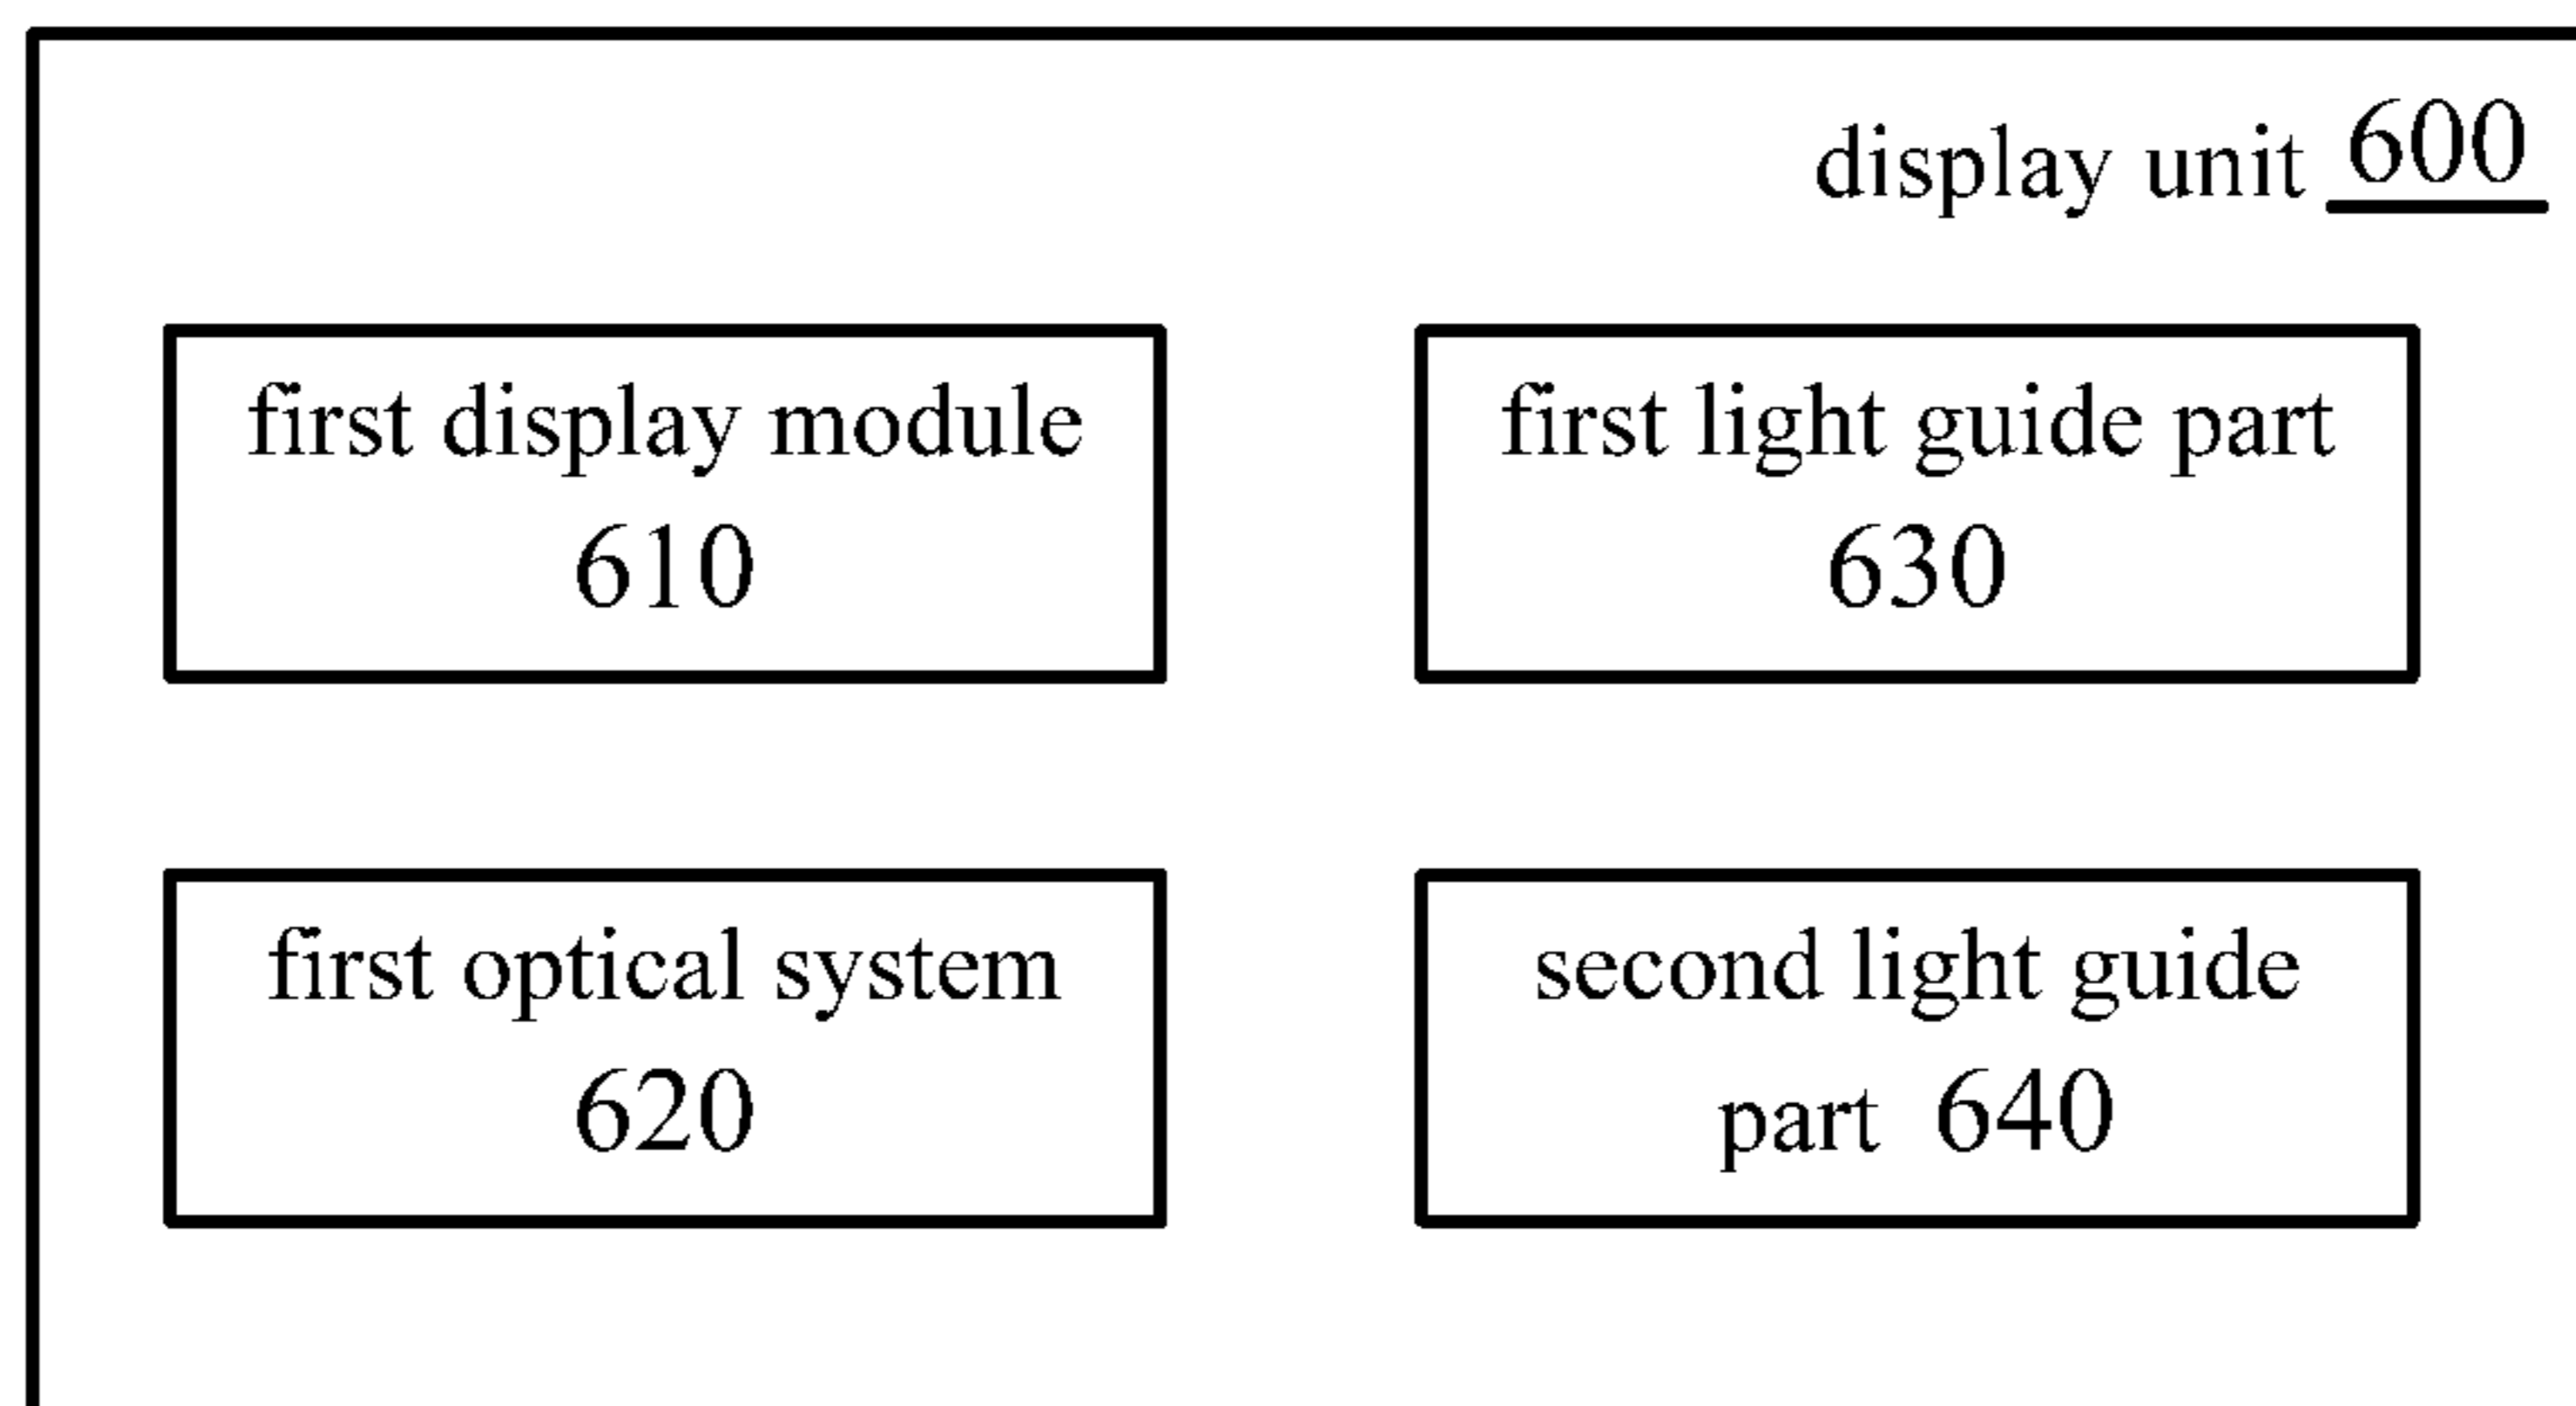 display unit 600
first display module
610
first light guide part
630
first optical system
620
second light guide
part 640